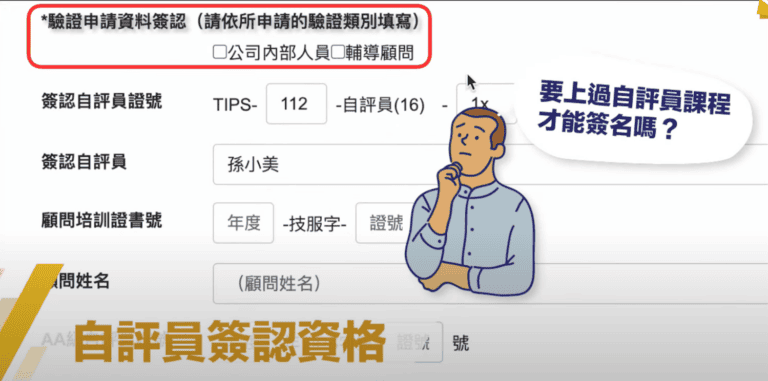 *驗證申請資料簽認（請依所申請的驗證類別填寫）
□公司內部人員□輔導顧問
簽認自評員證號 TIPS- 112 -自評員(16) - 1x
要上過自評員課程
才能簽名嗎？
簽認自評員 孫小美
顧問培訓證書號 年度 -技服字- 證號
顧問姓名 （顧問姓名）
自評員簽認資格 證號 號